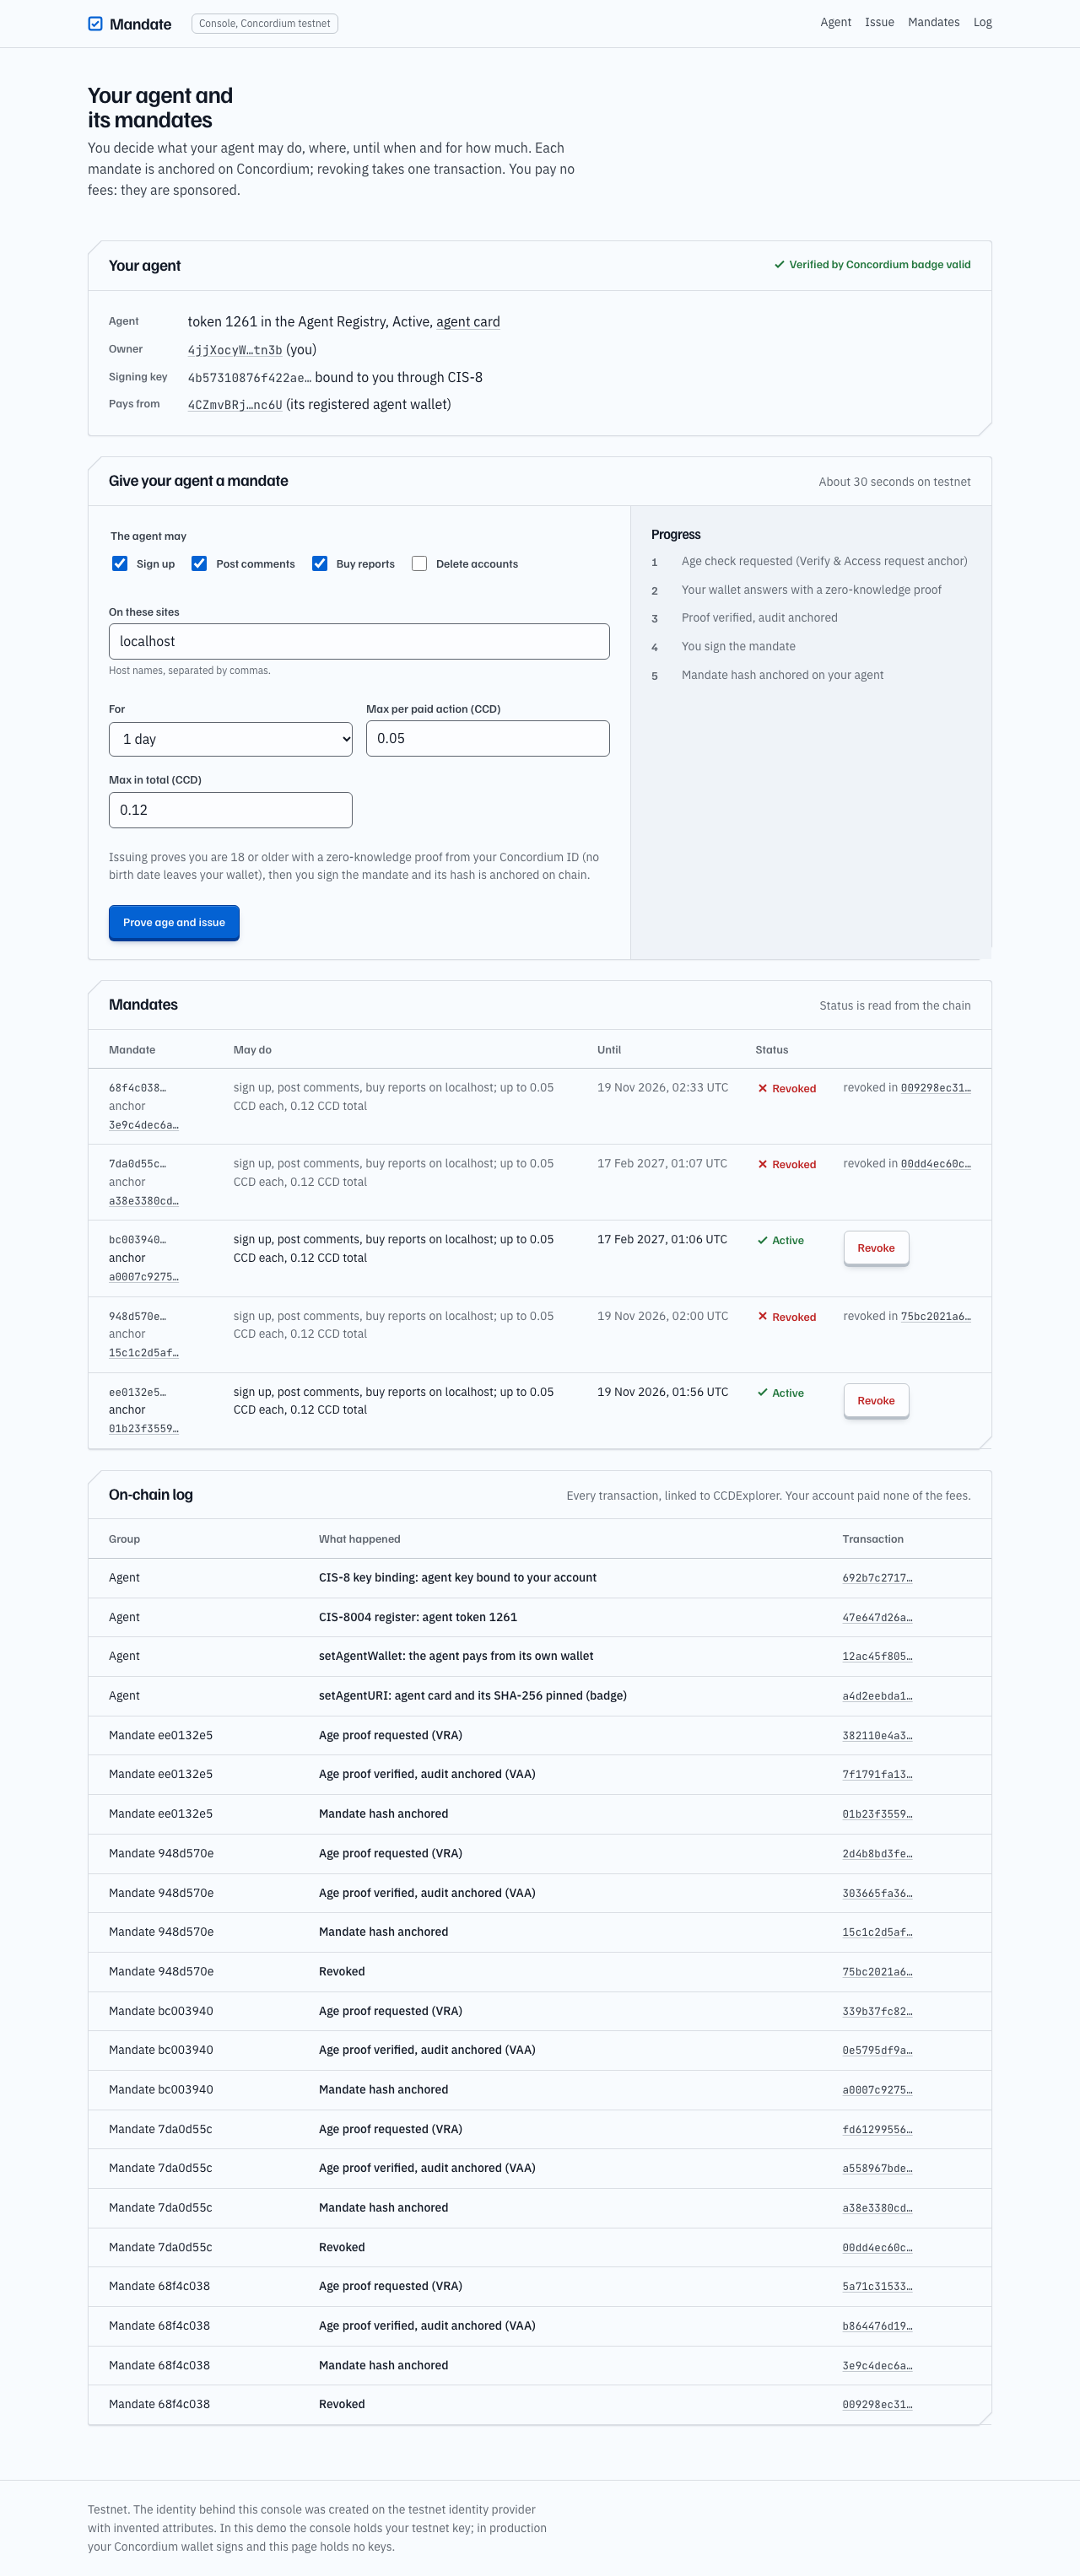 Mandate
Console, Concordium testnet
Agent Issue Mandates Log
Your agent and
its mandates
You decide what your agent may do, where, until when and for how much. Each
mandate is anchored on Concordium; revoking takes one transaction. You pay no
fees: they are sponsored.
Your agent
Verified by Concordium badge valid
Agent token 1261 in the Agent Registry, Active, agent card
Owner 4jjXocyW…tn3b (you)
Signing key 4b57310876f422ae… bound to you through CIS-8
Pays from 4CZmvBRj…nc6U (its registered agent wallet)
Give your agent a mandate
About 30 seconds on testnet
The agent may
Sign up Post comments Buy reports Delete accounts
On these sites
localhost
Host names, separated by commas.
For
1 day
Max per paid action (CCD)
0.05
Max in total (CCD)
0.12
Issuing proves you are 18 or older with a zero-knowledge proof from your Concordium ID (no
birth date leaves your wallet), then you sign the mandate and its hash is anchored on chain.
Prove age and issue
Progress
1 Age check requested (Verify & Access request anchor)
2 Your wallet answers with a zero-knowledge proof
3 Proof verified, audit anchored
4 You sign the mandate
5 Mandate hash anchored on your agent
Mandates
Status is read from the chain
Mandate May do Until Status
68f4c038… sign up, post comments, buy reports on localhost; up to 0.05 19 Nov 2026, 02:33 UTC Revoked revoked in 009298ec31…
anchor CCD each, 0.12 CCD total
3e9c4dec6a…
7da0d55c… sign up, post comments, buy reports on localhost; up to 0.05 17 Feb 2027, 01:07 UTC Revoked revoked in 00dd4ec60c…
anchor CCD each, 0.12 CCD total
a38e3380cd…
bc003940… sign up, post comments, buy reports on localhost; up to 0.05 17 Feb 2027, 01:06 UTC Active Revoke
anchor CCD each, 0.12 CCD total
a0007c9275…
948d570e… sign up, post comments, buy reports on localhost; up to 0.05 19 Nov 2026, 02:00 UTC Revoked revoked in 75bc2021a6…
anchor CCD each, 0.12 CCD total
15c1c2d5af…
ee0132e5… sign up, post comments, buy reports on localhost; up to 0.05 19 Nov 2026, 01:56 UTC Active Revoke
anchor CCD each, 0.12 CCD total
01b23f3559…
On-chain log
Every transaction, linked to CCDExplorer. Your account paid none of the fees.
Group What happened Transaction
Agent CIS-8 key binding: agent key bound to your account 692b7c2717…
Agent CIS-8004 register: agent token 1261 47e647d26a…
Agent setAgentWallet: the agent pays from its own wallet 12ac45f805…
Agent setAgentURI: agent card and its SHA-256 pinned (badge) a4d2eebda1…
Mandate ee0132e5 Age proof requested (VRA) 382110e4a3…
Mandate ee0132e5 Age proof verified, audit anchored (VAA) 7f1791fa13…
Mandate ee0132e5 Mandate hash anchored 01b23f3559…
Mandate 948d570e Age proof requested (VRA) 2d4b8bd3fe…
Mandate 948d570e Age proof verified, audit anchored (VAA) 303665fa36…
Mandate 948d570e Mandate hash anchored 15c1c2d5af…
Mandate 948d570e Revoked 75bc2021a6…
Mandate bc003940 Age proof requested (VRA) 339b37fc82…
Mandate bc003940 Age proof verified, audit anchored (VAA) 0e5795df9a…
Mandate bc003940 Mandate hash anchored a0007c9275…
Mandate 7da0d55c Age proof requested (VRA) fd61299556…
Mandate 7da0d55c Age proof verified, audit anchored (VAA) a558967bde…
Mandate 7da0d55c Mandate hash anchored a38e3380cd…
Mandate 7da0d55c Revoked 00dd4ec60c…
Mandate 68f4c038 Age proof requested (VRA) 5a71c31533…
Mandate 68f4c038 Age proof verified, audit anchored (VAA) b864476d19…
Mandate 68f4c038 Mandate hash anchored 3e9c4dec6a…
Mandate 68f4c038 Revoked 009298ec31…
Testnet. The identity behind this console was created on the testnet identity provider
with invented attributes. In this demo the console holds your testnet key; in production
your Concordium wallet signs and this page holds no keys.